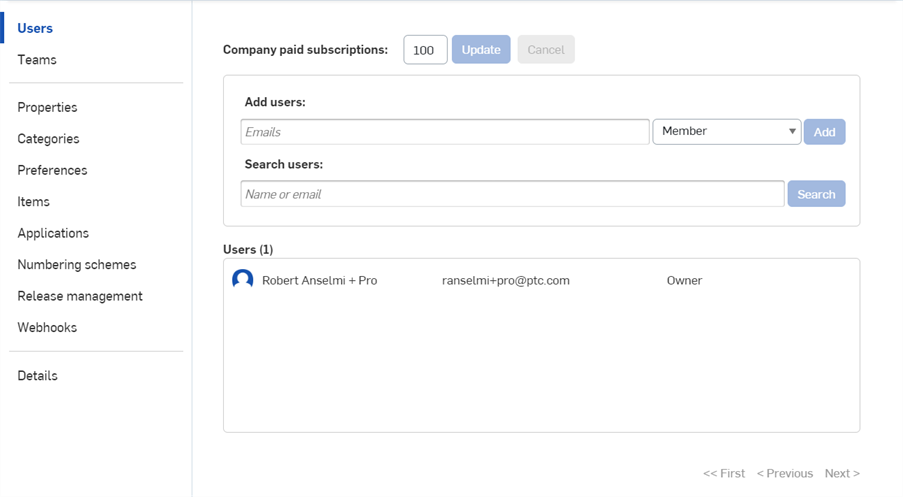 Users
Teams
Properties
Categories
Preferences
Items
Applications
Numbering schemes
Release management
Webhooks
Details
Company paid subscriptions: 100 Update Cancel
Add users:
Emails Member Add
Search users:
Name or email Search
Users (1)
Robert Anselmi + Pro ranselmi+pro@ptc.com Owner
<< First < Previous Next >